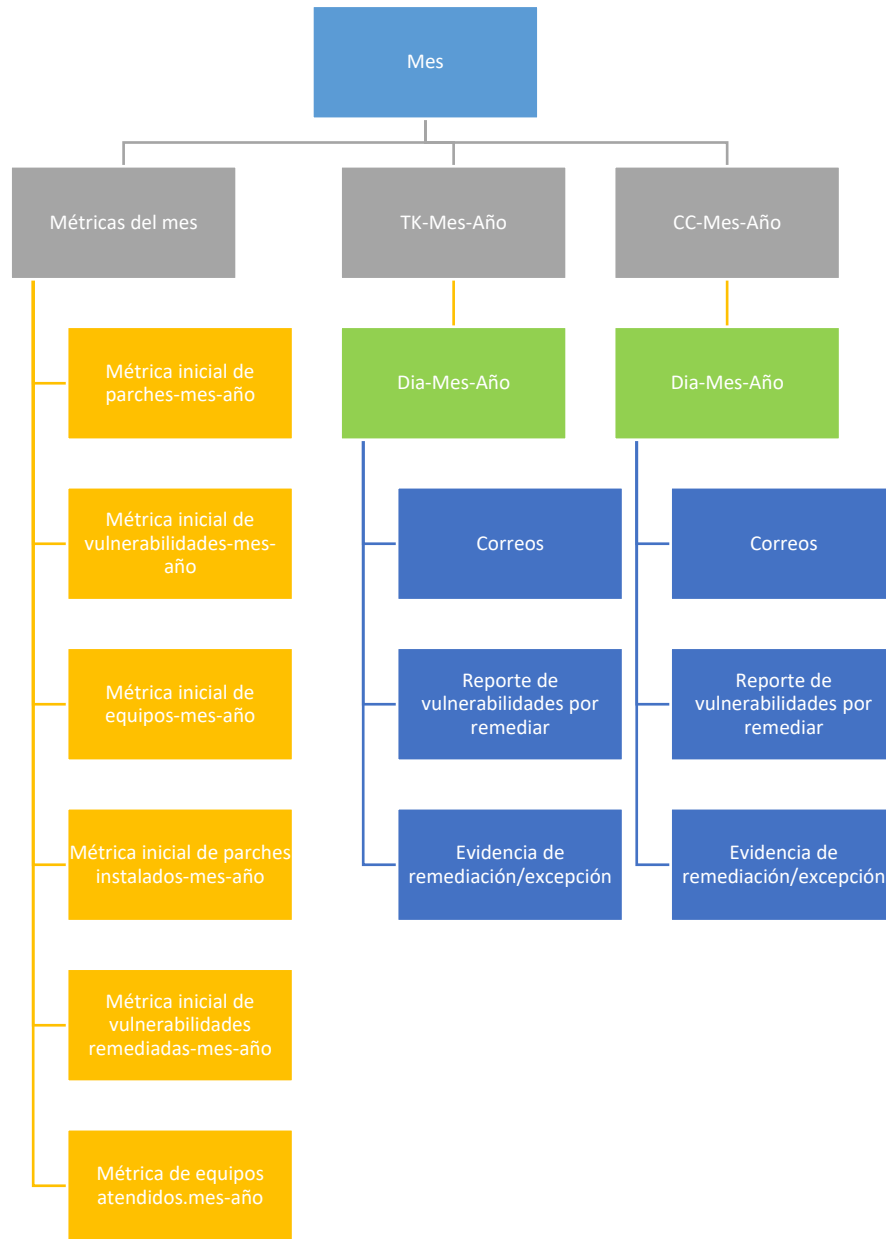 Mes
Métricas del mes
TK-Mes-Año
CC-Mes-Año
Métrica inicial de
parches-mes-año
Métrica inicial de
vulnerabilidades-mes-
año
Métrica inicial de
equipos-mes-año
Métrica inicial de parches
instalados-mes-año
Métrica inicial de
vulnerabilidades
remediadas-mes-año
Métrica de equipos
atendidos.mes-año
Dia-Mes-Año
Correos
Reporte de
vulnerabilidades por
remediar
Evidencia de
remediación/excepción
Dia-Mes-Año
Correos
Reporte de
vulnerabilidades por
remediar
Evidencia de
remediación/excepción